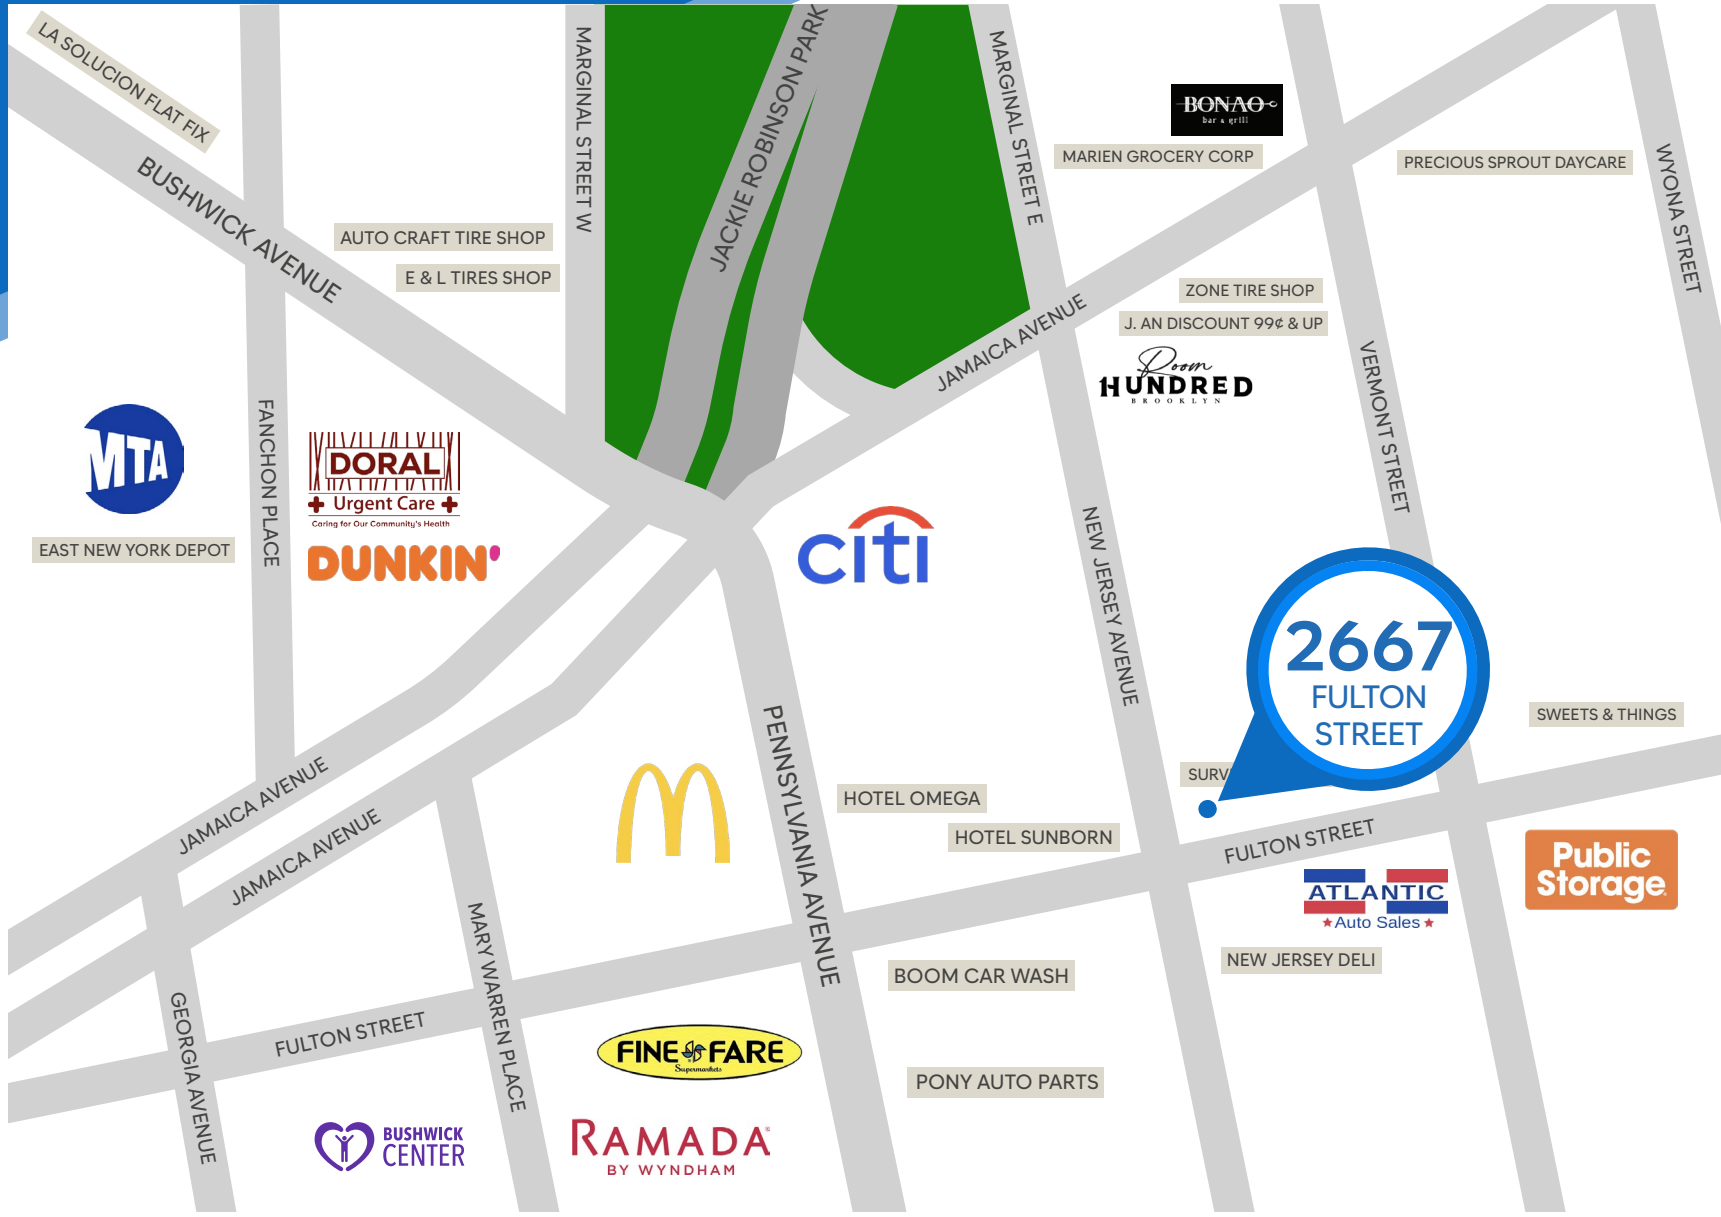 LA SOLUCION FLAT FIX
BUSHWICK AVENUE
MARGINAL STREET W
JACKIE ROBINSON PARK
MARGINAL STREET E
BONAO
bar & grill
MARIEN GROCERY CORP
PRECIOUS SPROUT DAYCARE
WYONA STREET
AUTO CRAFT TIRE SHOP
E & L TIRES SHOP
ZONE TIRE SHOP
J. AN DISCOUNT 99¢ & UP
JAMAICA AVENUE
Room
HUNDRED
BROOKLYN
VERMONT STREET
MTA
EAST NEW YORK DEPOT
FANCHON PLACE
DORAL
Urgent Care
Caring for Our Community's Health
DUNKIN'
citi
NEW JERSEY AVENUE
2667
FULTON
STREET
SWEETS & THINGS
SURV
JAMAICA AVENUE
JAMAICA AVENUE
PENNSYLVANIA AVENUE
HOTEL OMEGA
HOTEL SUNBORN
FULTON STREET
ATLANTIC
Auto Sales
Public
Storage
NEW JERSEY DELI
MARY WARREN PLACE
BOOM CAR WASH
GEORGIA AVENUE
FULTON STREET
FINE FARE
Supermarkets
PONY AUTO PARTS
BUSHWICK
CENTER
RAMADA
BY WYNDHAM